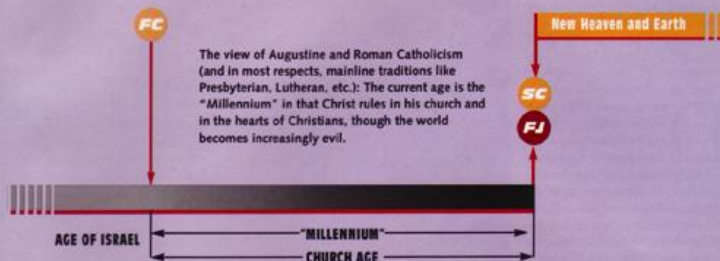 FC
New Heaven and Earth
The view of Augustine and Roman Catholicism
(and in most respects, mainline traditions like
Presbyterian, Lutheran, etc.): The current age is the
"Millennium" in that Christ rules in his church and
in the hearts of Christians, though the world
becomes increasingly evil.
SC
FJ
AGE OF ISRAEL
"MILLENNIUM"
CHURCH AGE